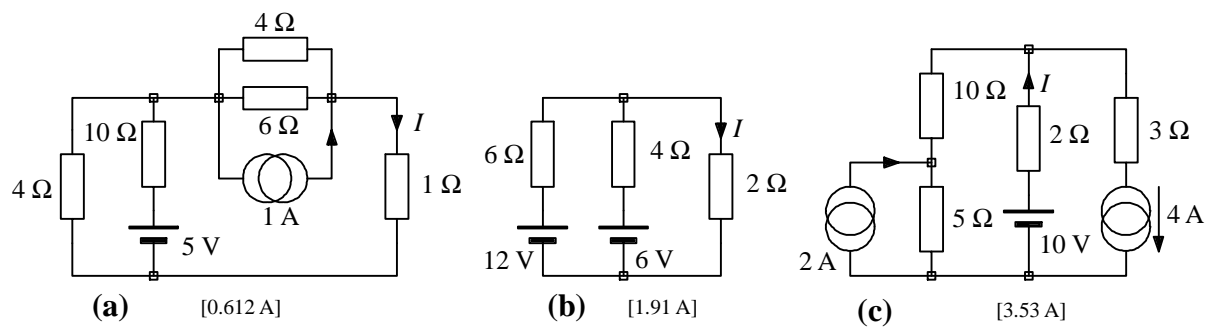 4 Ω
10 Ω
6 Ω
I
4 Ω
1 Ω
1 A
5 V
(a)
[0.612 A]
6 Ω
4 Ω
I
2 Ω
12 V
6 V
(b)
[1.91 A]
10 Ω
I
2 Ω
3 Ω
5 Ω
4 A
2 A
10 V
(c)
[3.53 A]